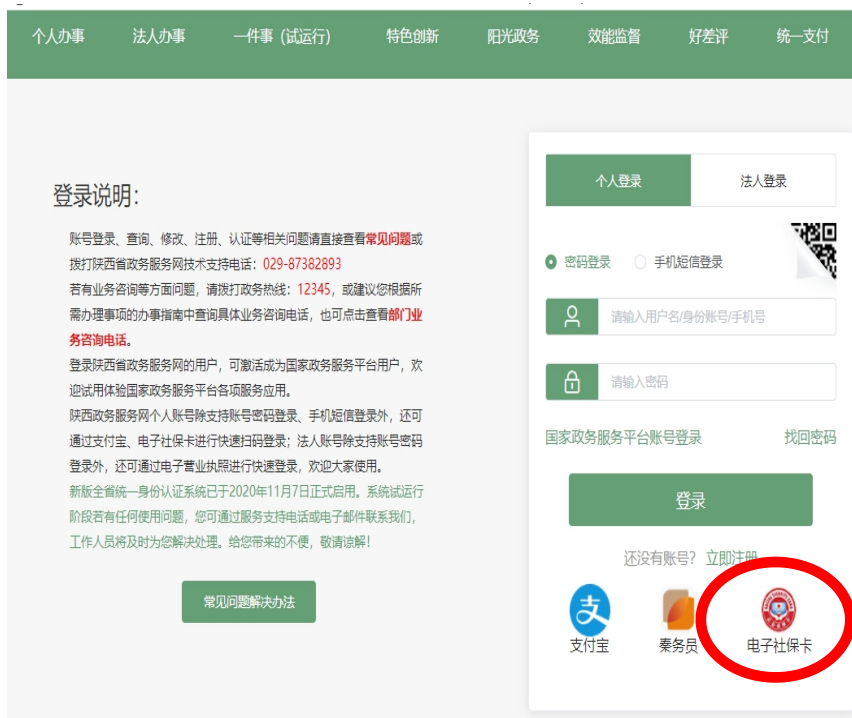 个人办事 法人办事 一件事（试运行） 特色创新 阳光政务 效能监督 好差评 统一支付
登录说明：
账号登录、查询、修改、注册、认证等相关问题请直接查看常见问题或
拨打陕西省政务服务网技术支持电话：029-87382893
若有业务咨询等方面问题，请拨打政务热线：12345，或建议您根据所
需办理事项的办事指南中查询具体业务咨询电话，也可点击查看部门业
务咨询电话。
登录陕西省政务服务网的用户，可激活成为国家政务服务平台用户，欢
迎试用体验国家政务服务平台各项服务应用。
陕西政务服务网个人账号除支持账号密码登录、手机短信登录外，还可
通过支付宝、电子社保卡进行快速扫码登录；法人账号除支持账号密码
登录外，还可通过电子营业执照进行快速登录，欢迎大家使用。
新版全省统一身份认证系统已于2020年11月7日正式启用。系统试运行
阶段若有任何使用问题，您可通过服务支持电话或电子邮件联系我们，
工作人员将及时为您解决处理。给您带来的不便，敬请谅解！
常见问题解决办法
个人登录 法人登录
密码登录 手机短信登录
请输入用户名/身份账号/手机号
请输入密码
国家政务服务平台账号登录 找回密码
登录
还没有账号？ 立即注册
支
支付宝 秦务员 电子社保卡